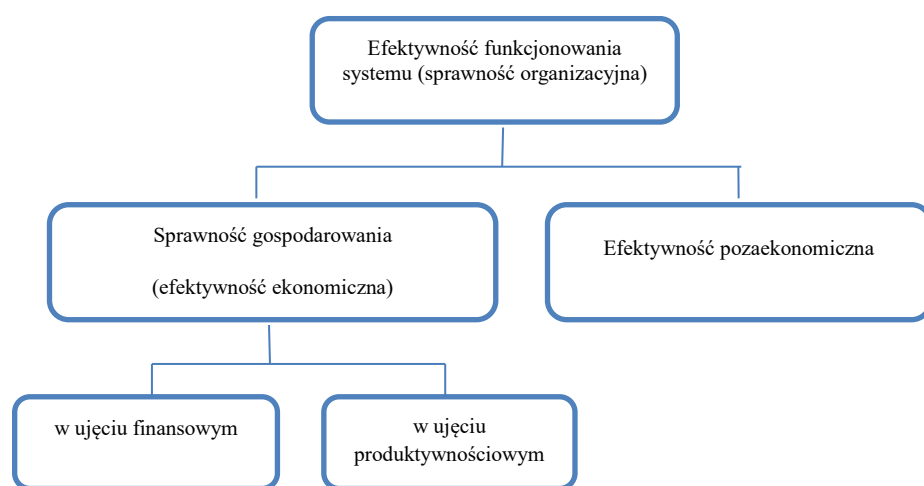 Efektywność funkcjonowania
systemu (sprawność organizacyjna)
Sprawność gospodarowania
(efektywność ekonomiczna)
Efektywność pozaekonomiczna
w ujęciu finansowym
w ujęciu
produktywnościowym